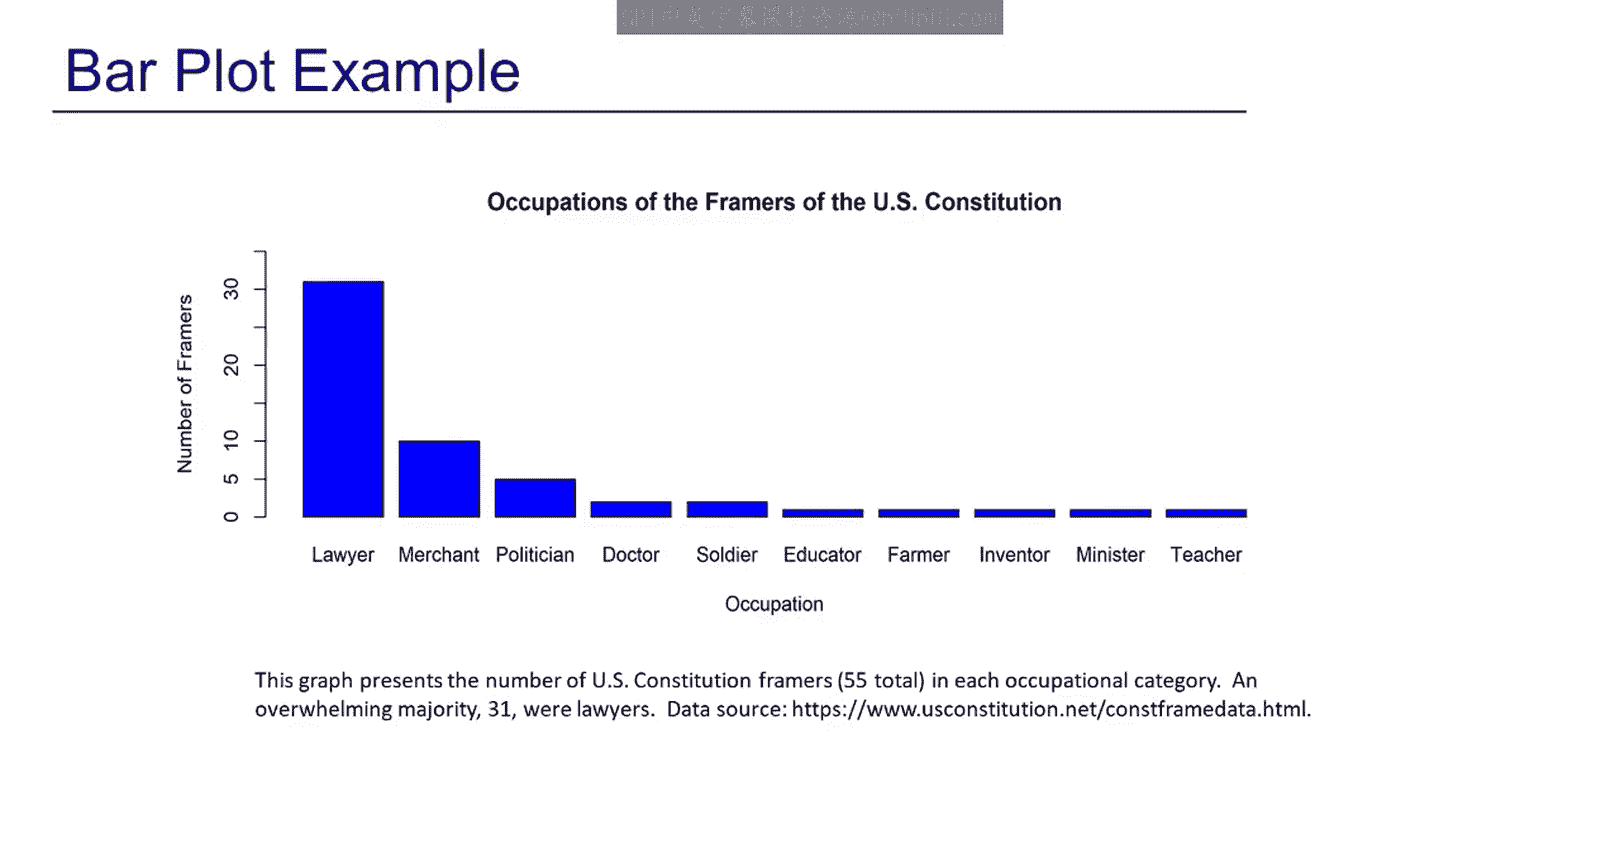 Bar Plot Example
Occupations of the Framers of the U.S. Constitution
Number of Framers
30
20
10
5
0
Lawyer Merchant Politician Doctor Soldier Educator Farmer Inventor Minister Teacher
Occupation
This graph presents the number of U.S. Constitution framers (55 total) in each occupational category. An
overwhelming majority, 31, were lawyers. Data source: https://www.usconstitution.net/constframedata.html.